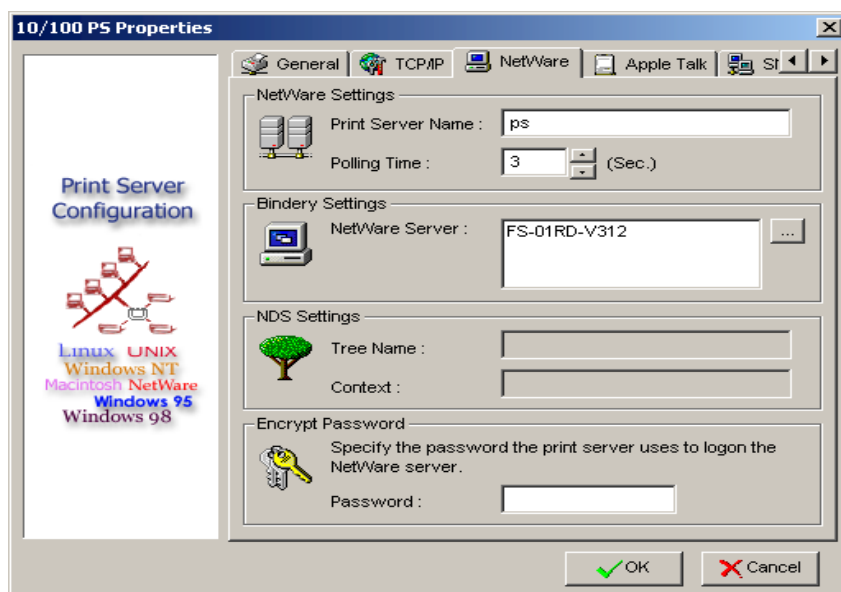 10/100 PS Properties
General
TCP/IP
NetWare
Apple Talk
NetWare Settings
Print Server Name :
ps
Polling Time :
3
(Sec.)
Bindery Settings
NetWare Server :
FS-01RD-V312
...
NDS Settings
Tree Name :
Context :
Encrypt Password
Specify the password the print server uses to logon the
NetWare server.
Password :
Print Server
Configuration
Linux UNIX
Windows NT
Macintosh NetWare
Windows 95
Windows 98
OK
Cancel